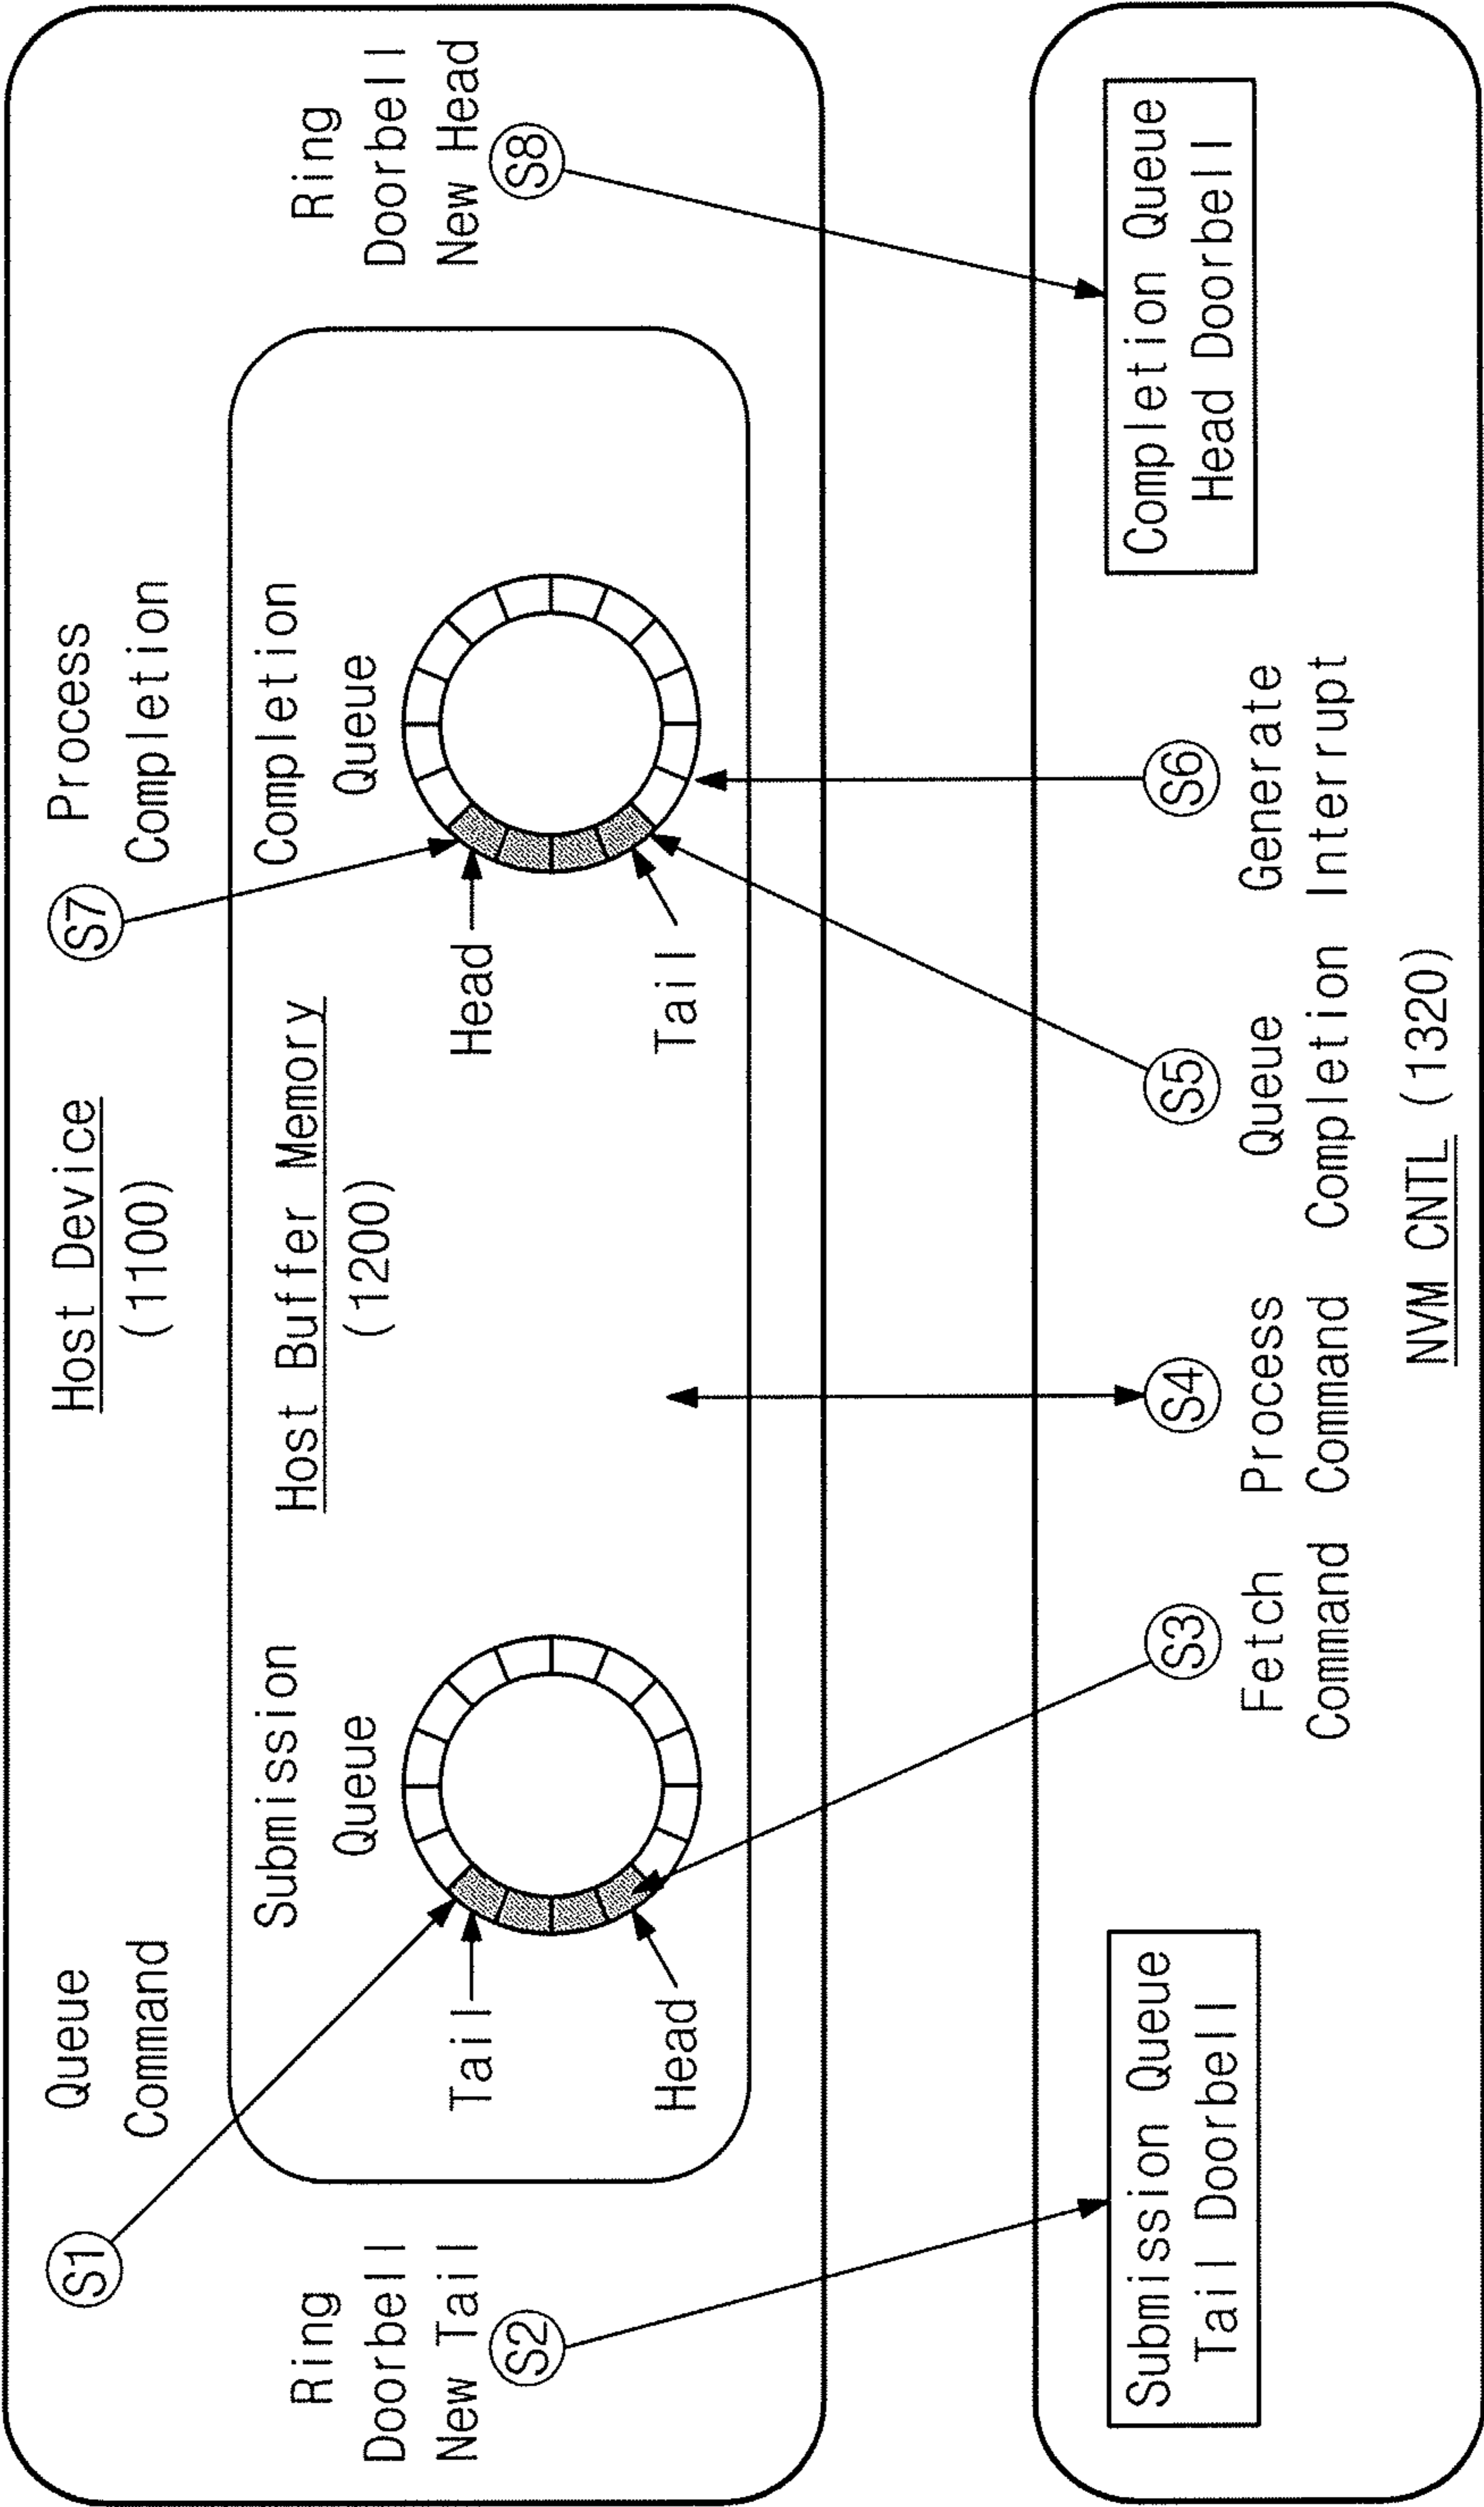 Host Device
(1100)
S1
Queue
Command
S7
Process
Completion
Ring
Doorbell
New Tail
S2
Submission
Queue
Tail
Head
Host Buffer Memory
(1200)
Completion
Queue
Head
Tail
Ring
Doorbell
New Head
S8
Submission Queue
Tail Doorbell
S3
Fetch
Command
S4
Process
Command
S5
Queue
Completion
S6
Generate
Interrupt
Completion Queue
Head Doorbell
NVM CNTL (1320)